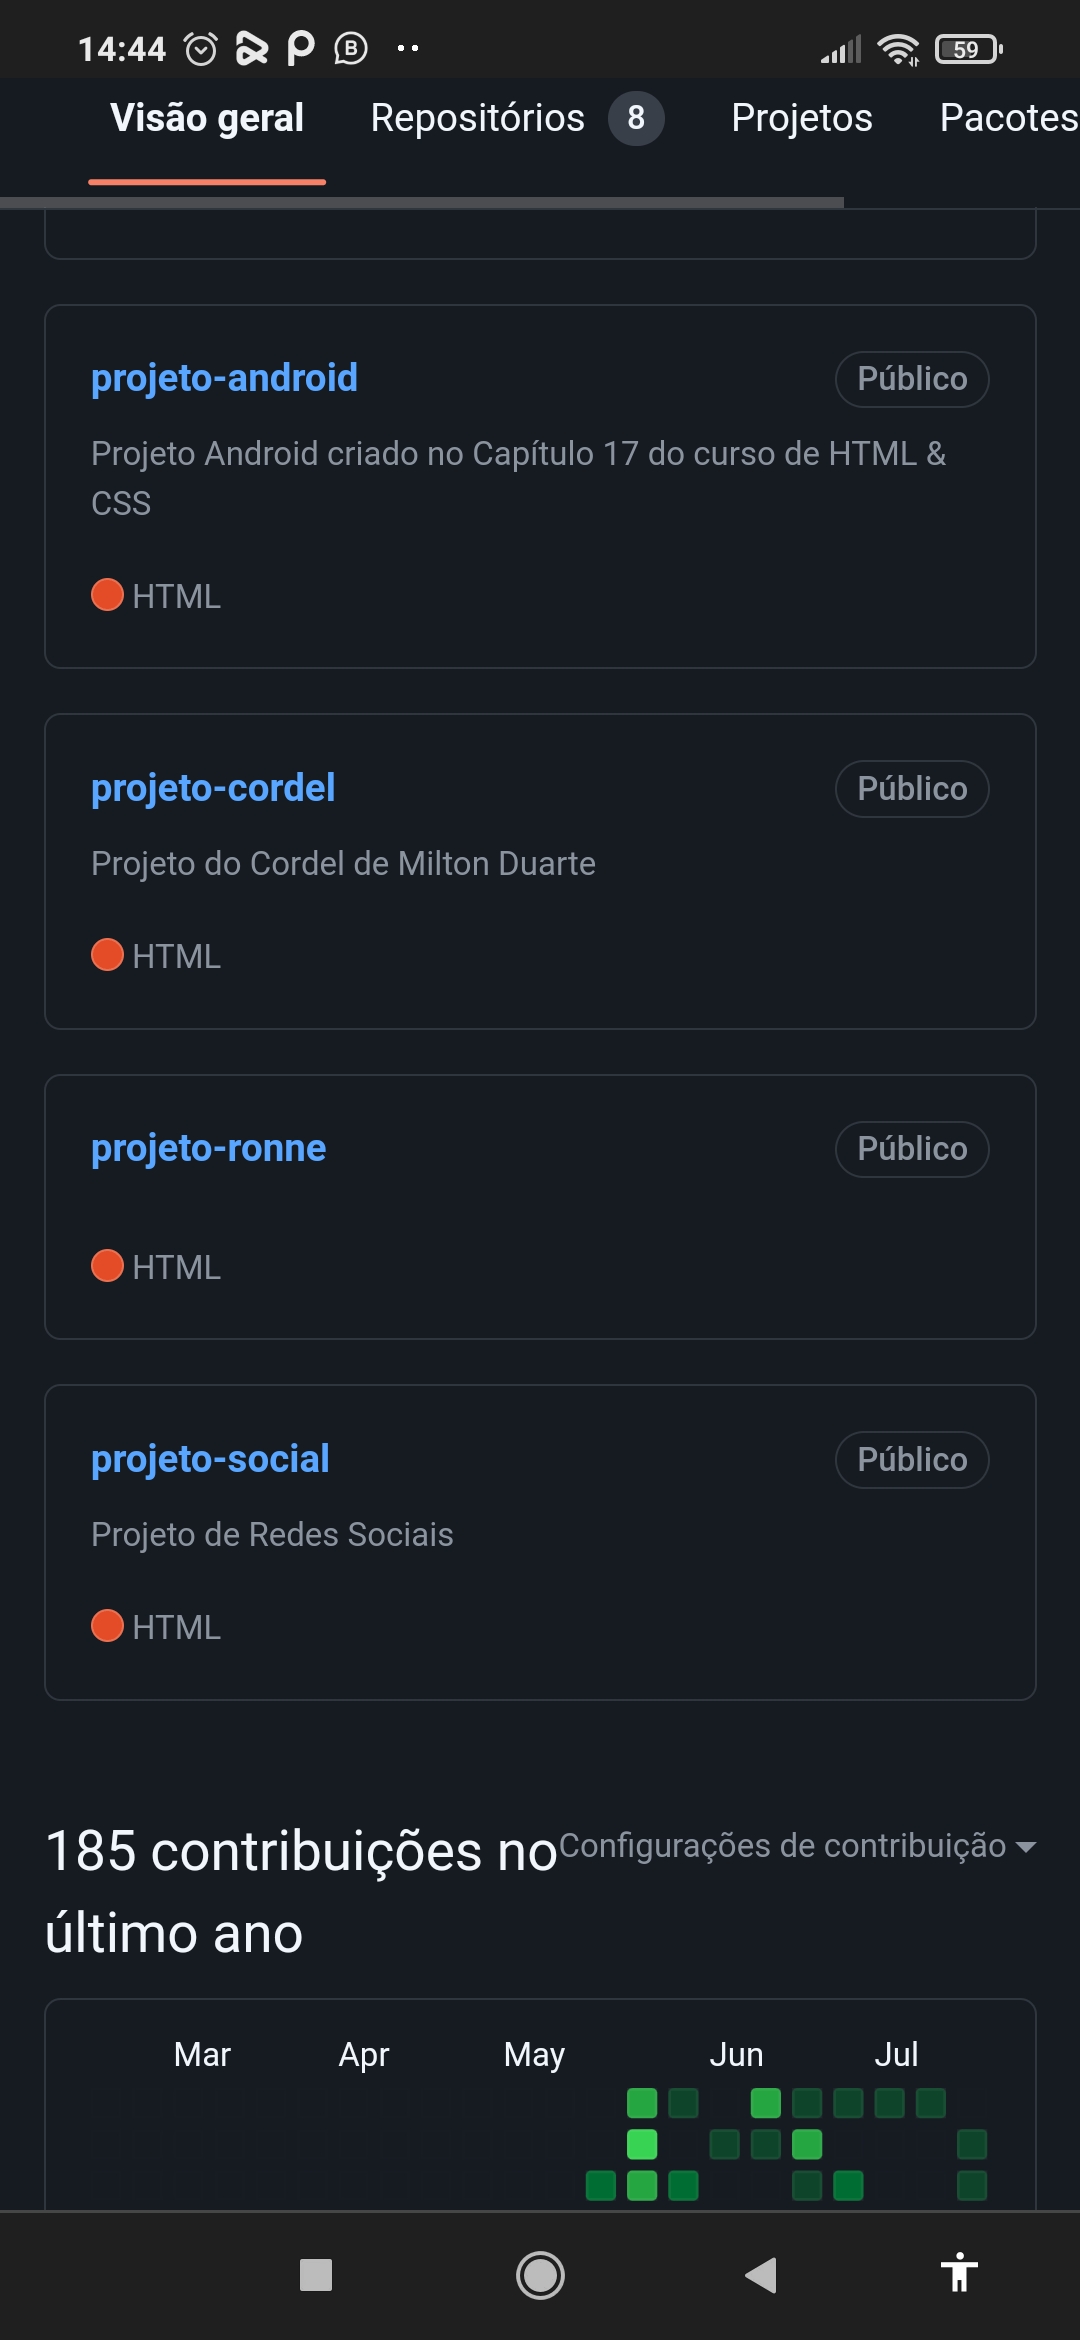 14:44
B
59
Visão geral Repositórios 8 Projetos Pacotes
projeto-android Público
Projeto Android criado no Capítulo 17 do curso de HTML &
CSS
HTML
projeto-cordel Público
Projeto do Cordel de Milton Duarte
HTML
projeto-ronne Público
HTML
projeto-social Público
Projeto de Redes Sociais
HTML
185 contribuições no Configurações de contribuição
último ano
Mar Apr May Jun Jul